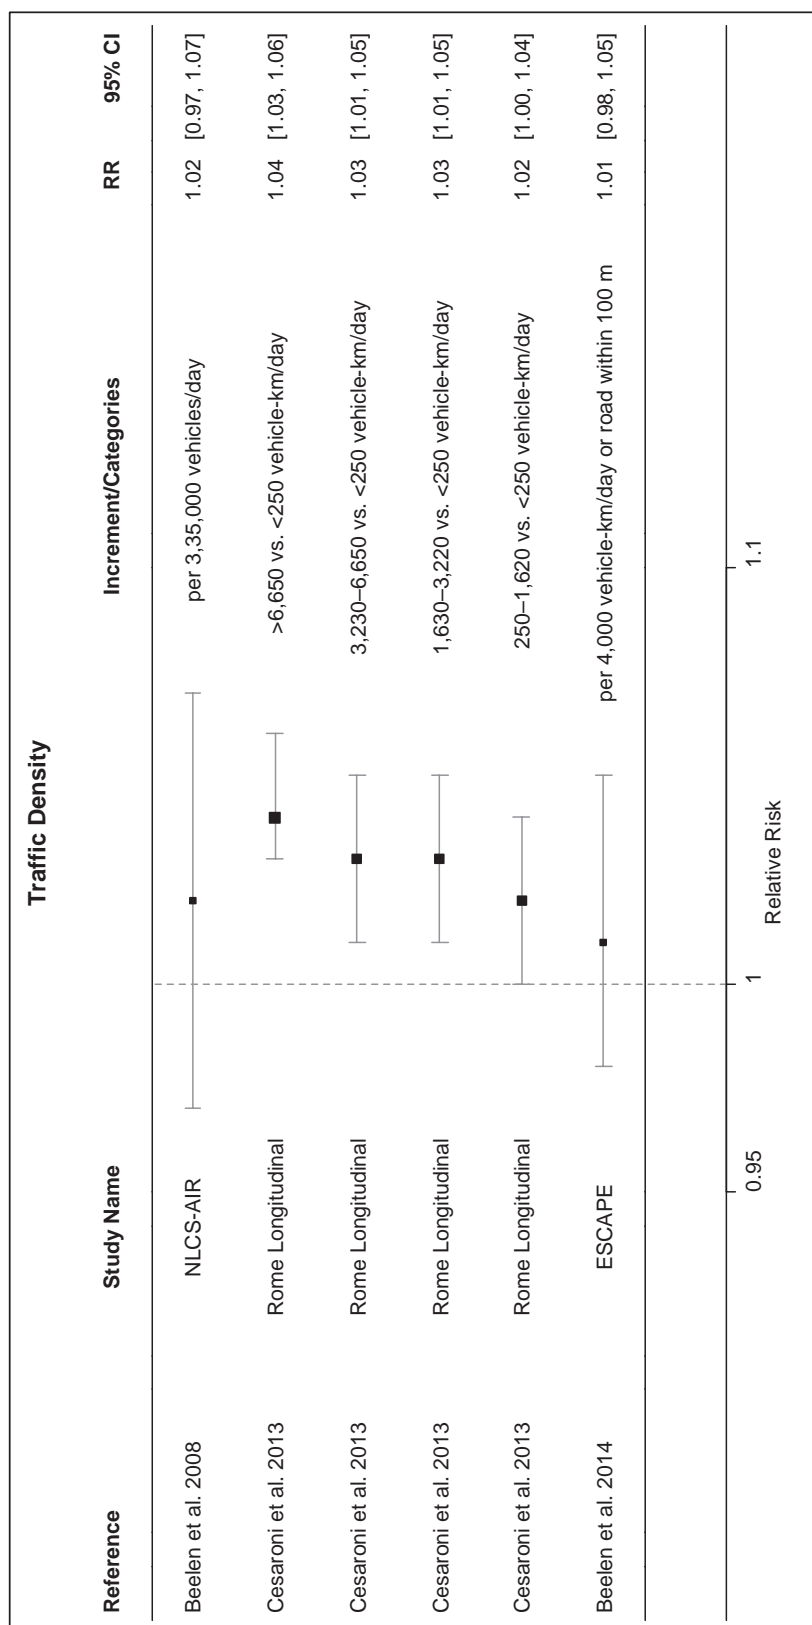 Traffic Density
Reference Study Name Increment/Categories RR 95% CI
Beelen et al. 2008 NLCS-AIR per 3,35,000 vehicles/day 1.02 [0.97, 1.07]
Cesaroni et al. 2013 Rome Longitudinal >6,650 vs. <250 vehicle-km/day 1.04 [1.03, 1.06]
Cesaroni et al. 2013 Rome Longitudinal 3,230–6,650 vs. <250 vehicle-km/day 1.03 [1.01, 1.05]
Cesaroni et al. 2013 Rome Longitudinal 1,630–3,220 vs. <250 vehicle-km/day 1.03 [1.01, 1.05]
Cesaroni et al. 2013 Rome Longitudinal 250–1,620 vs. <250 vehicle-km/day 1.02 [1.00, 1.04]
Beelen et al. 2014 ESCAPE per 4,000 vehicle-km/day or road within 100 m 1.01 [0.98, 1.05]
0.95 1 1.1
Relative Risk